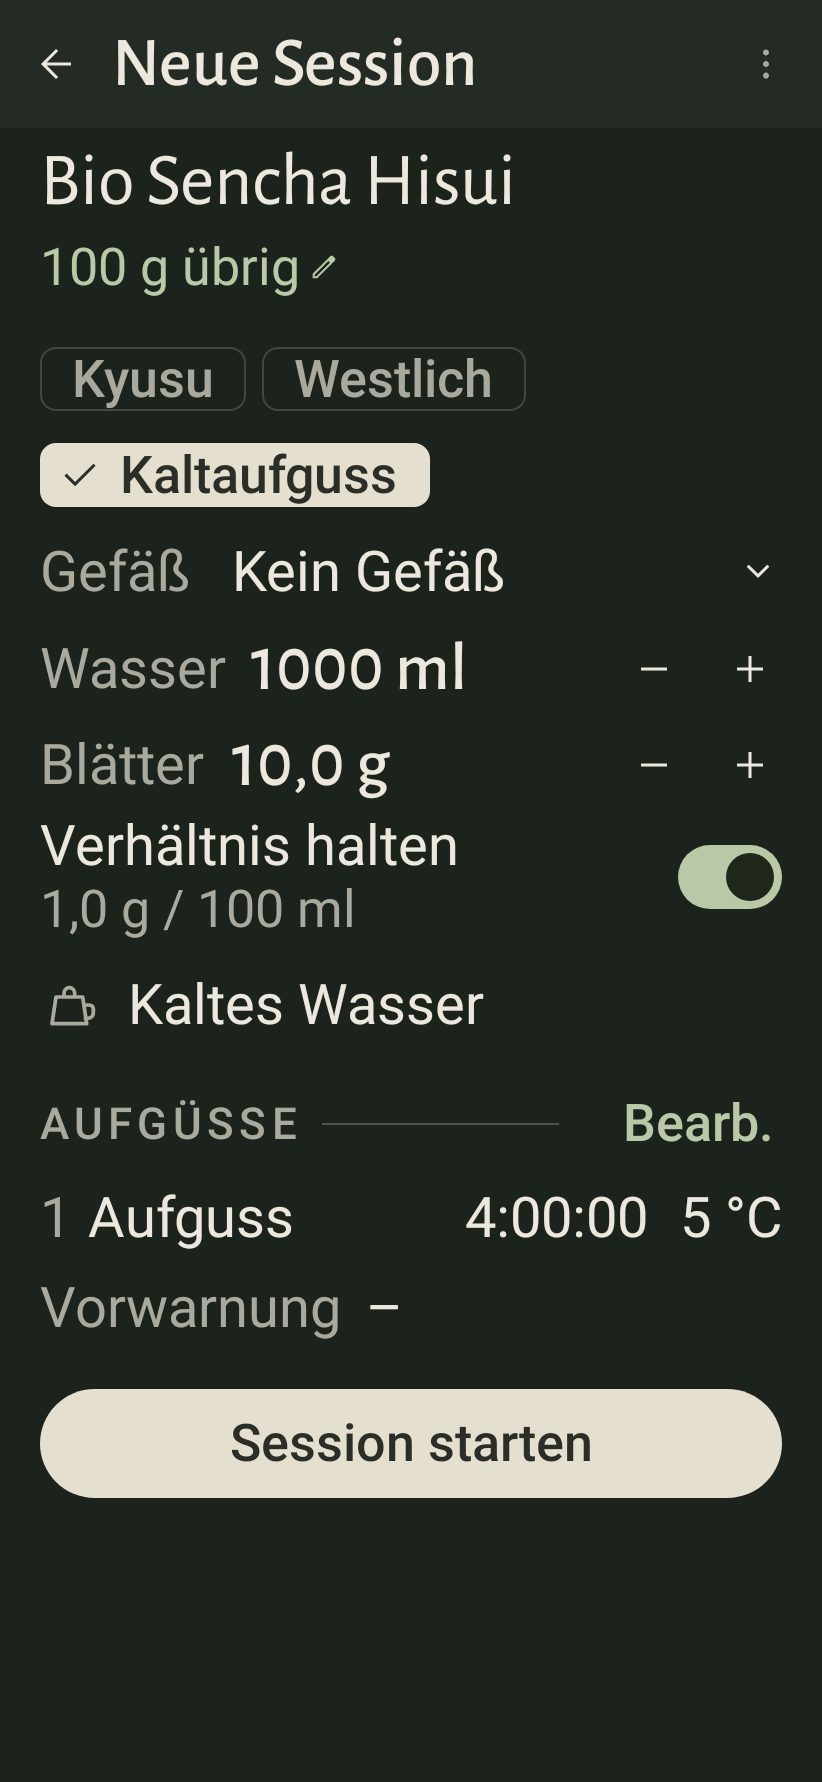 Neue Session
Bio Sencha Hisui
100 g übrig
Kyusu Westlich
Kaltaufguss
Gefäß Kein Gefäß
Wasser 1000 ml
Blätter 10,0 g
Verhältnis halten
1,0 g / 100 ml
Kaltes Wasser
AUFGÜSSE Bearb.
1 Aufguss 4:00:00 5 °C
Vorwarnung –
Session starten